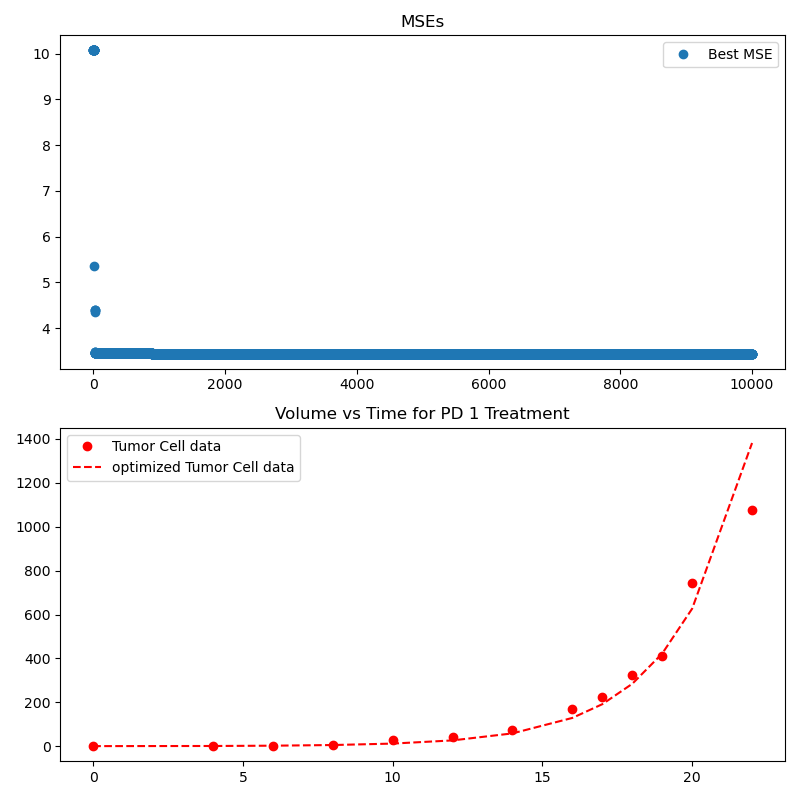 MSEs
10
9
8
7
6
5
4
Best MSE
0 2000 4000 6000 8000 10000
Volume vs Time for PD 1 Treatment
1400
1200
1000
800
600
400
200
0
Tumor Cell data
optimized Tumor Cell data
0 5 10 15 20